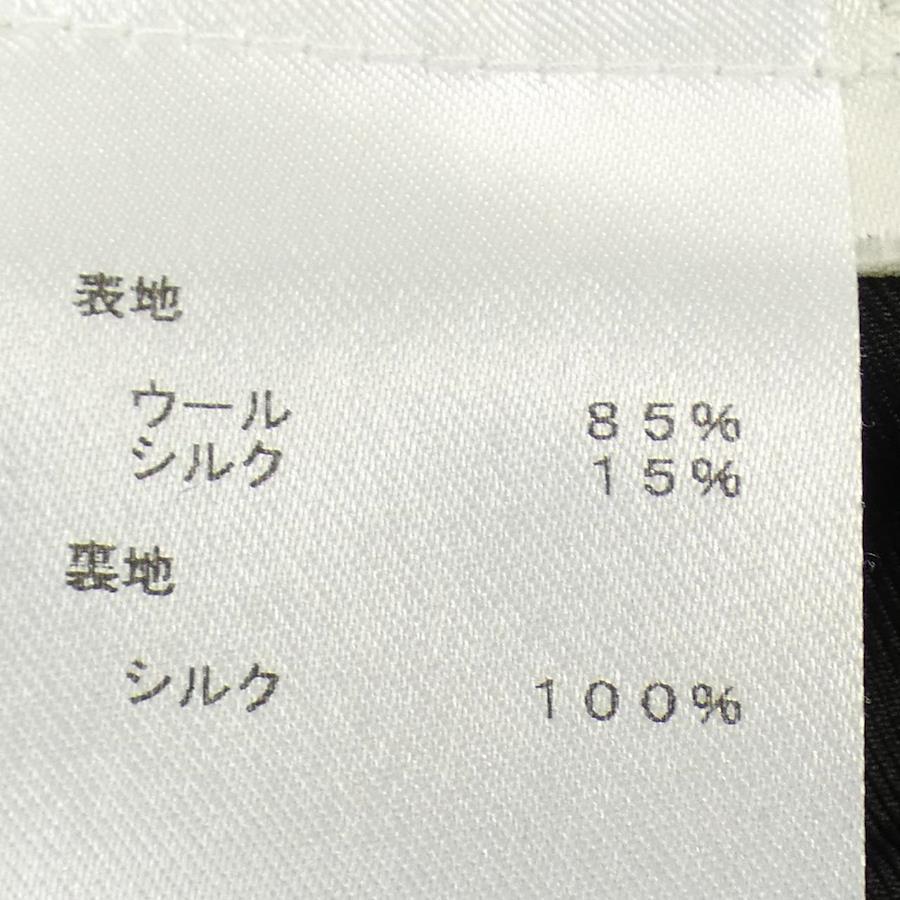 表地
ウール 85%
シルク 15%
裏地
シルク 100%